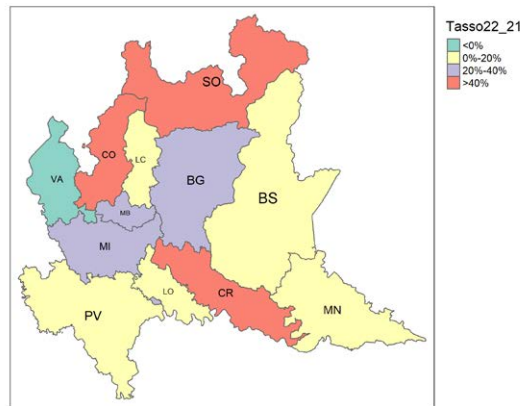 Tasso22_21
<0%
0%-20%
20%-40%
>40%
SO
CO
LC
VA
BG
MB
BS
MI
LO
CR
PV
MN